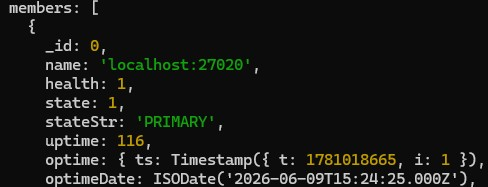 members: [
{
_id: 0,
name: 'localhost:27020',
health: 1,
state: 1,
stateStr: 'PRIMARY',
uptime: 116,
optime: { ts: Timestamp({ t: 1781018665, i: 1 }),
optimeDate: ISODate('2026-06-09T15:24:25.000Z'),